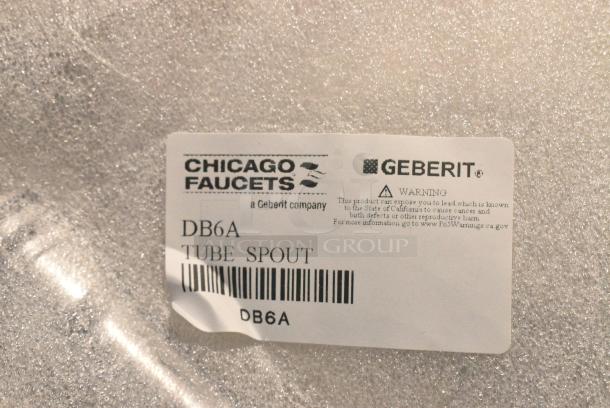 CHICAGO
FAUCETS
a Geberit company
GEBERIT®
WARNING
This product can expose you to lead which is known
to the State of California to cause cancer and
birth defects or other reproductive harm.
For more information go to www.P65Warnings.ca.gov
DB6A
TUBE SPOUT
DB6A
AUCTION GROUP